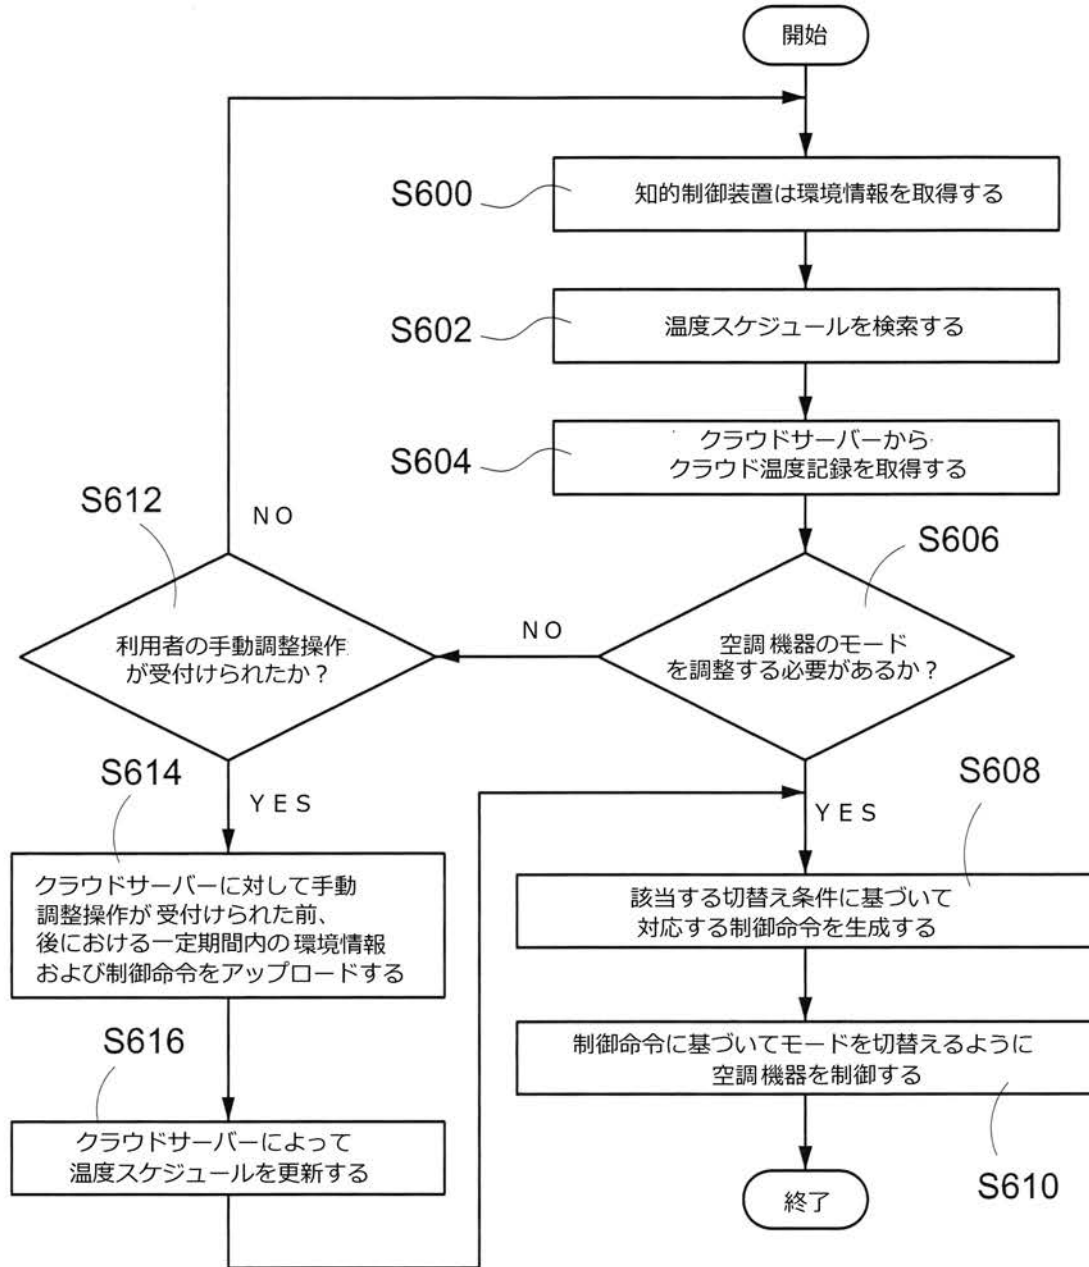 開始
S600
知的制御装置は環境情報を取得する
S602
温度スケジュールを検索する
S604
クラウドサーバーから
クラウド温度記録を取得する
S606
空調機器のモード
を調整する必要があるか？
NO
YES
S612
利用者の手動調整操作
が受付けられたか？
NO
YES
S614
クラウドサーバーに対して手動
調整操作が受付けられた前、
後における一定期間内の環境情報
および制御命令をアップロードする
S616
クラウドサーバーによって
温度スケジュールを更新する
S608
該当する切替え条件に基づいて
対応する制御命令を生成する
制御命令に基づいてモードを切替えるように
空調機器を制御する
S610
終了